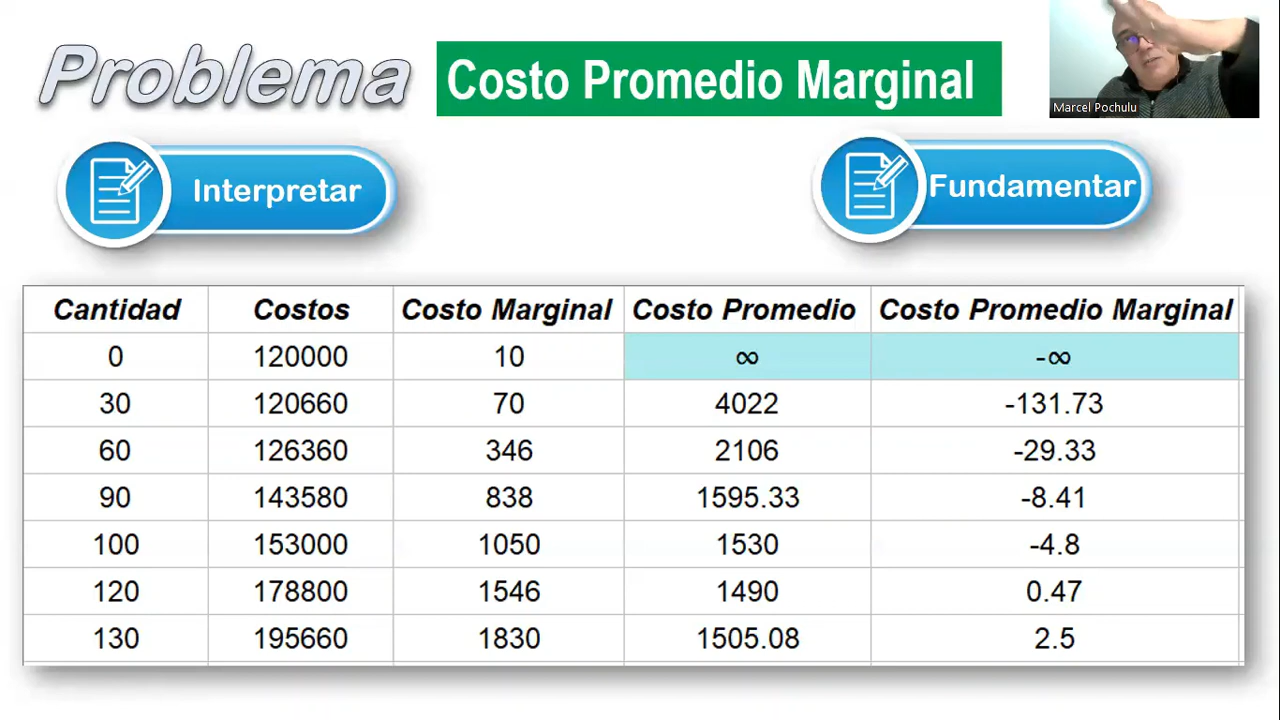 Problema
Costo Promedio Marginal
Marcel Pochulu
Interpretar
Fundamentar
Cantidad Costos Costo Marginal Costo Promedio Costo Promedio Marginal
0 120000 10 ∞ -∞
30 120660 70 4022 -131.73
60 126360 346 2106 -29.33
90 143580 838 1595.33 -8.41
100 153000 1050 1530 -4.8
120 178800 1546 1490 0.47
130 195660 1830 1505.08 2.5